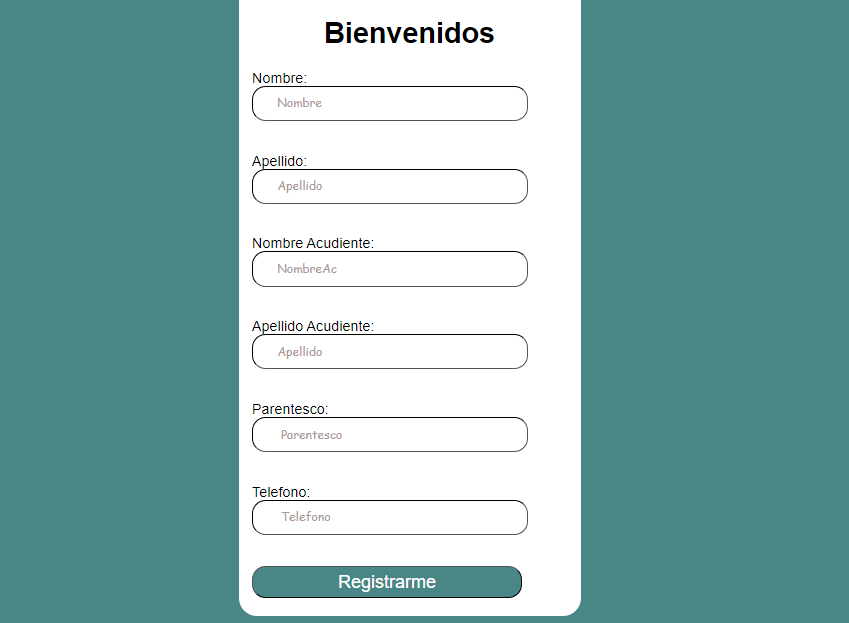 Bienvenidos
Nombre:
Nombre
Apellido:
Apellido
Nombre Acudiente:
NombreAc
Apellido Acudiente:
Apellido
Parentesco:
Parentesco
Telefono:
Telefono
Registrarme